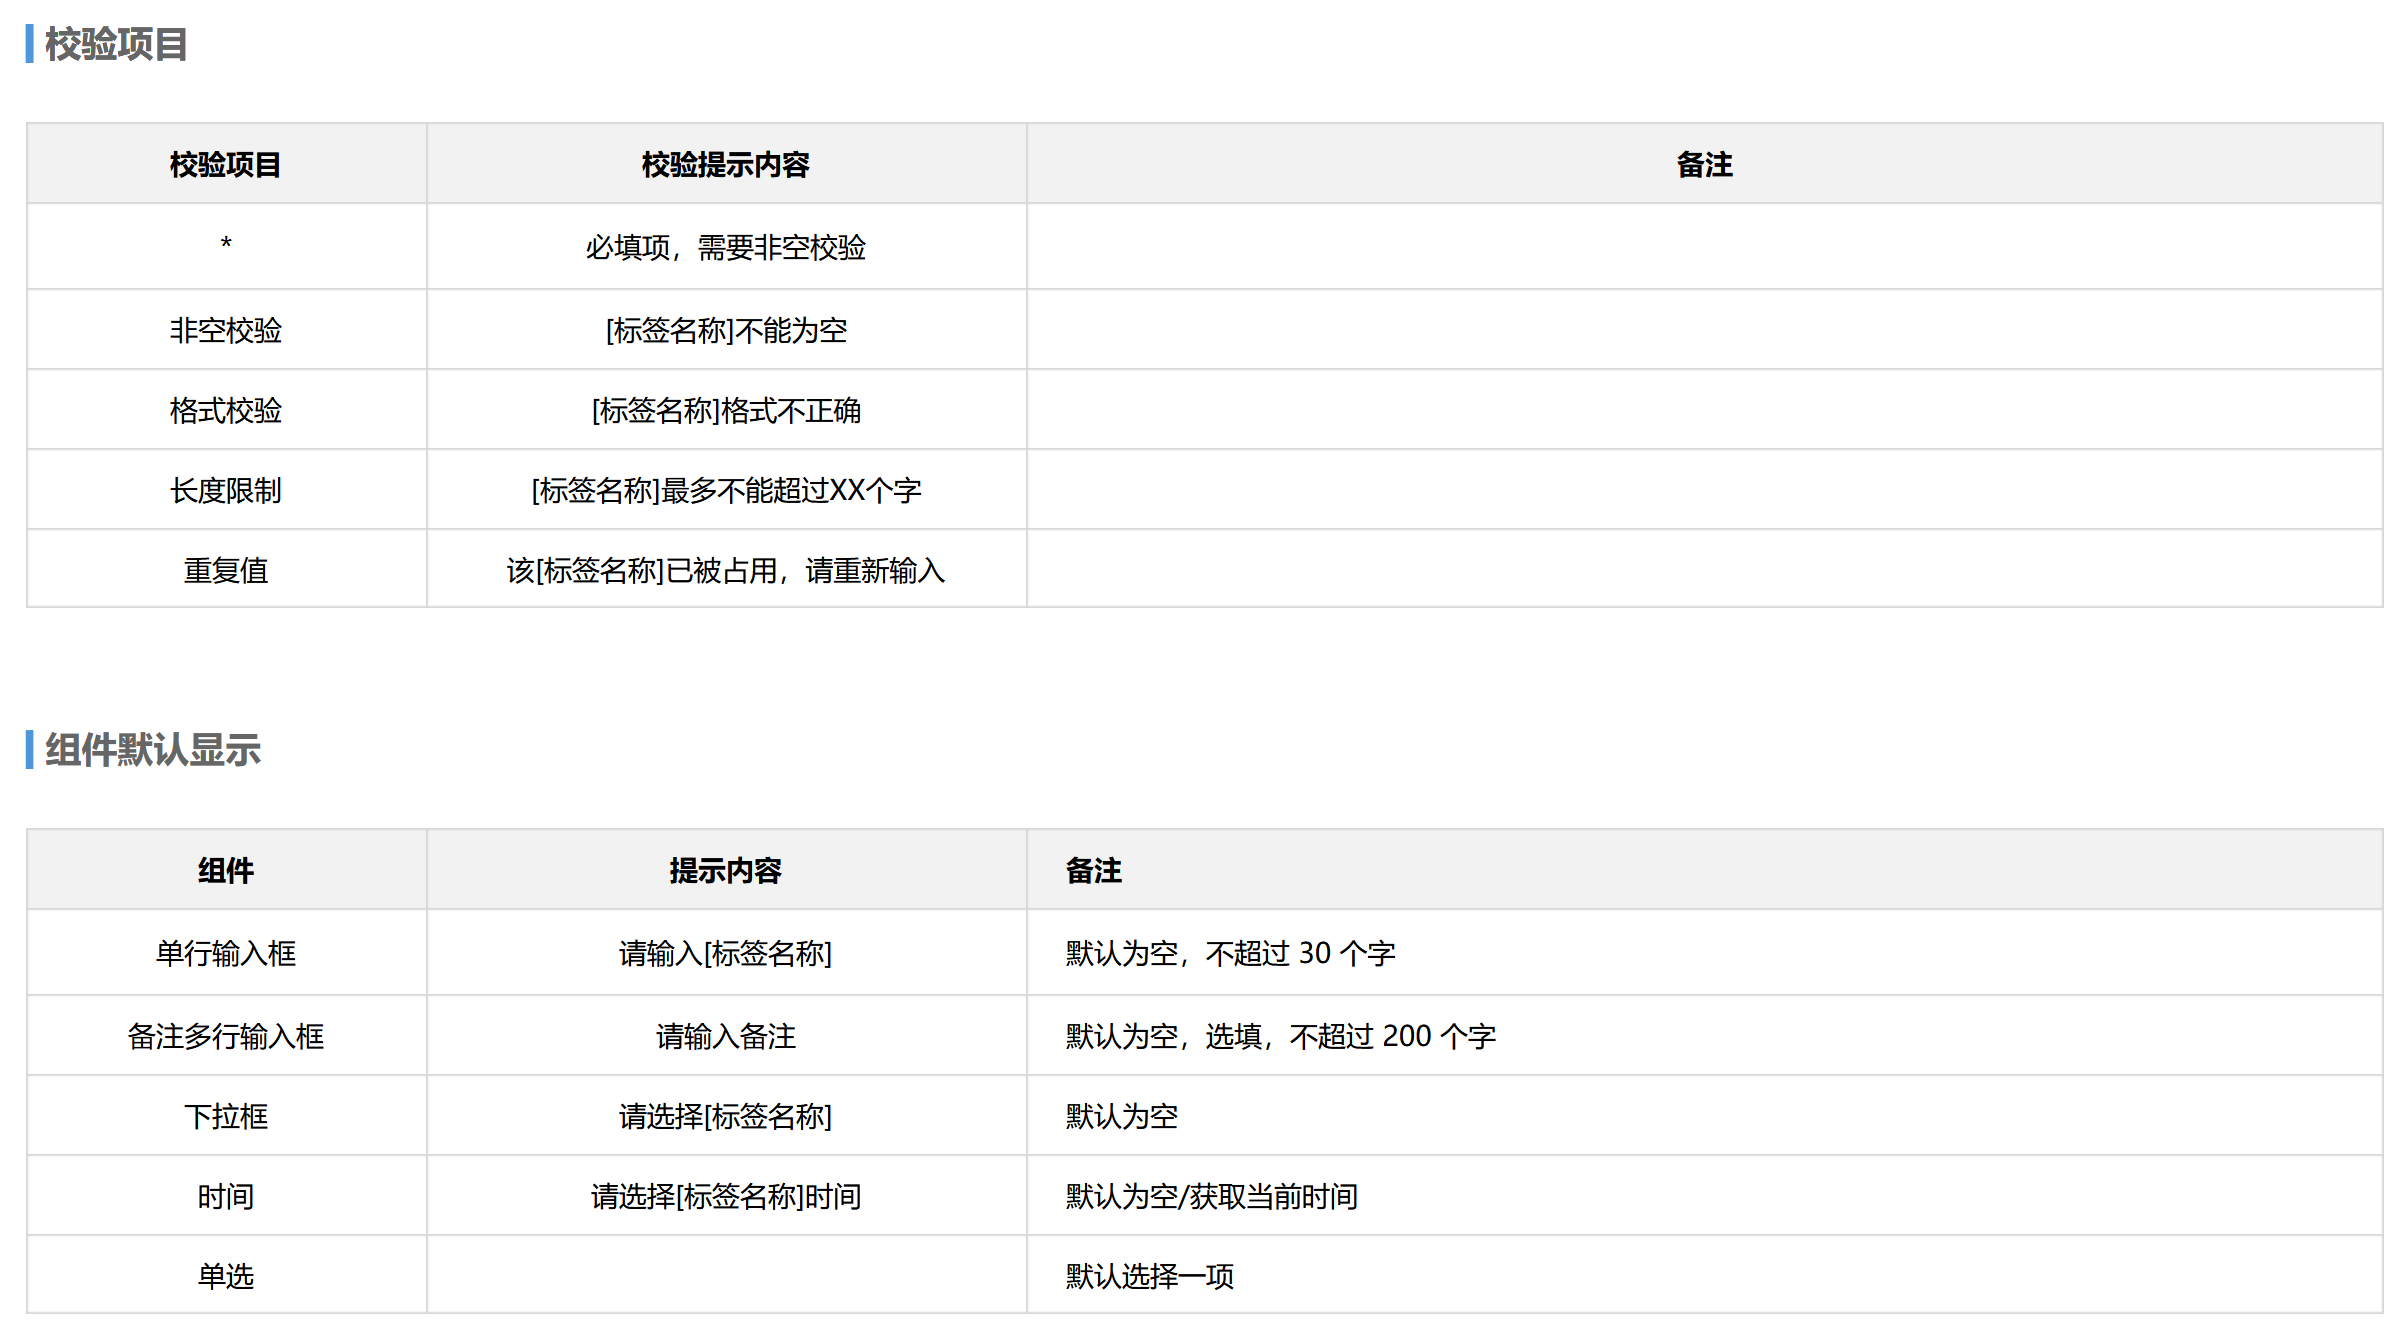 校验项目
校验项目 校验提示内容 备注
* 必填项，需要非空校验
非空校验 [标签名称]不能为空
格式校验 [标签名称]格式不正确
长度限制 [标签名称]最多不能超过XX个字
重复值 该[标签名称]已被占用，请重新输入
组件默认显示
组件 提示内容 备注
单行输入框 请输入[标签名称] 默认为空，不超过 30 个字
备注多行输入框 请输入备注 默认为空，选填，不超过 200 个字
下拉框 请选择[标签名称] 默认为空
时间 请选择[标签名称]时间 默认为空/获取当前时间
单选 默认选择一项